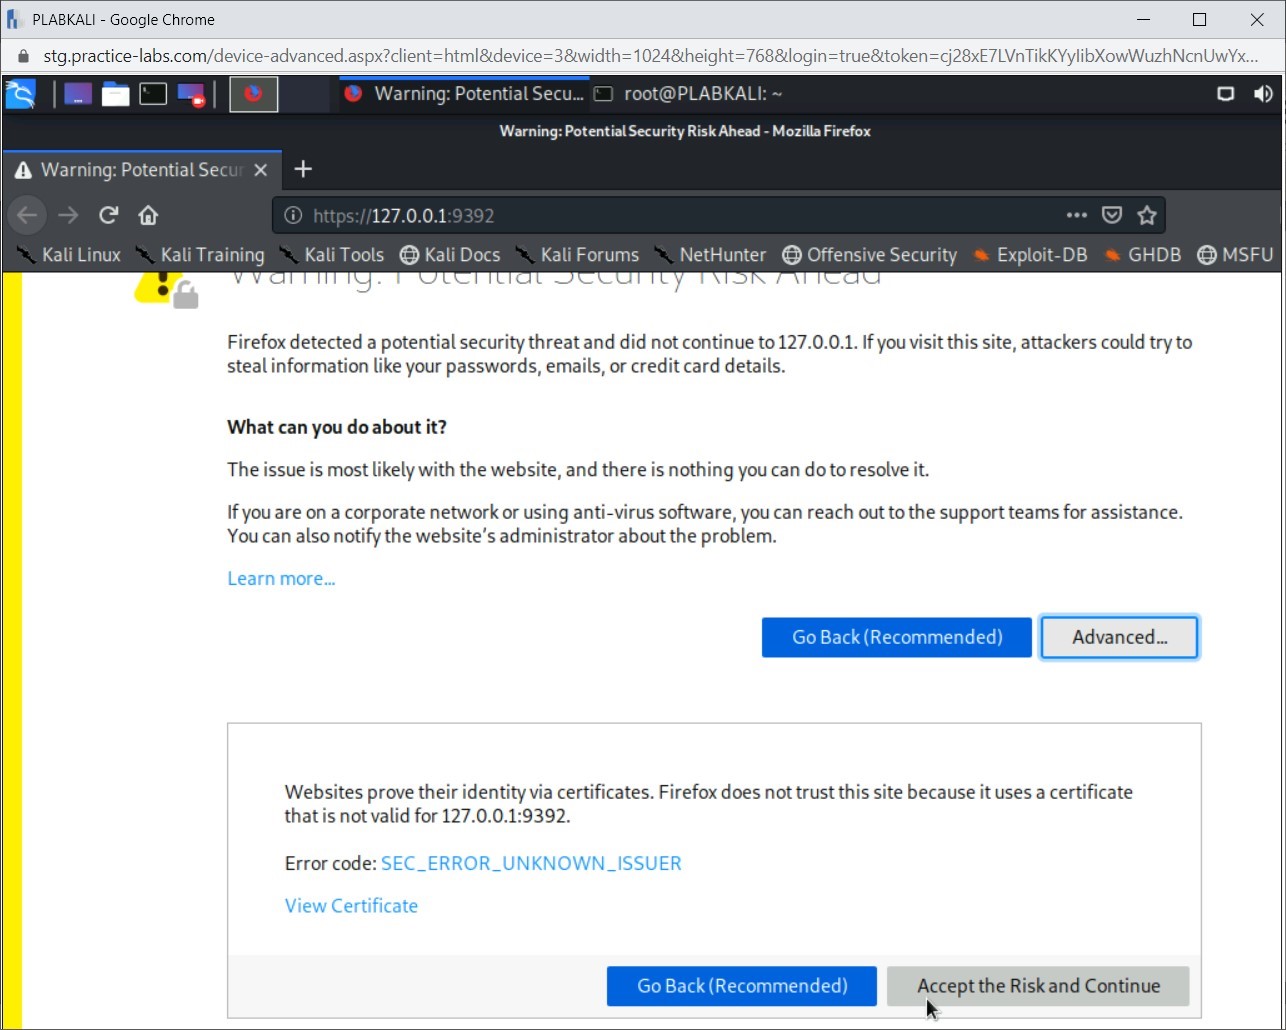 PLABKALI - Google Chrome
stg.practice-labs.com/device-advanced.aspx?client=html&device=3&width=1024&height=768&login=true&token=cj28xE7LVnTikKYylibXowWuzhNcnUwYx...
Warning: Potential Secu... root@PLABKALI: ~
Warning: Potential Security Risk Ahead - Mozilla Firefox
Warning: Potential Secur
https://127.0.0.1:9392
Kali Linux Kali Training Kali Tools Kali Docs Kali Forums NetHunter Offensive Security Exploit-DB GHDB MSFU
Warning: Potential Security Risk Ahead
Firefox detected a potential security threat and did not continue to 127.0.0.1. If you visit this site, attackers could try to
steal information like your passwords, emails, or credit card details.
What can you do about it?
The issue is most likely with the website, and there is nothing you can do to resolve it.
If you are on a corporate network or using anti-virus software, you can reach out to the support teams for assistance.
You can also notify the website’s administrator about the problem.
Learn more...
Go Back (Recommended) Advanced...
Websites prove their identity via certificates. Firefox does not trust this site because it uses a certificate
that is not valid for 127.0.0.1:9392.
Error code: SEC_ERROR_UNKNOWN_ISSUER
View Certificate
Go Back (Recommended) Accept the Risk and Continue